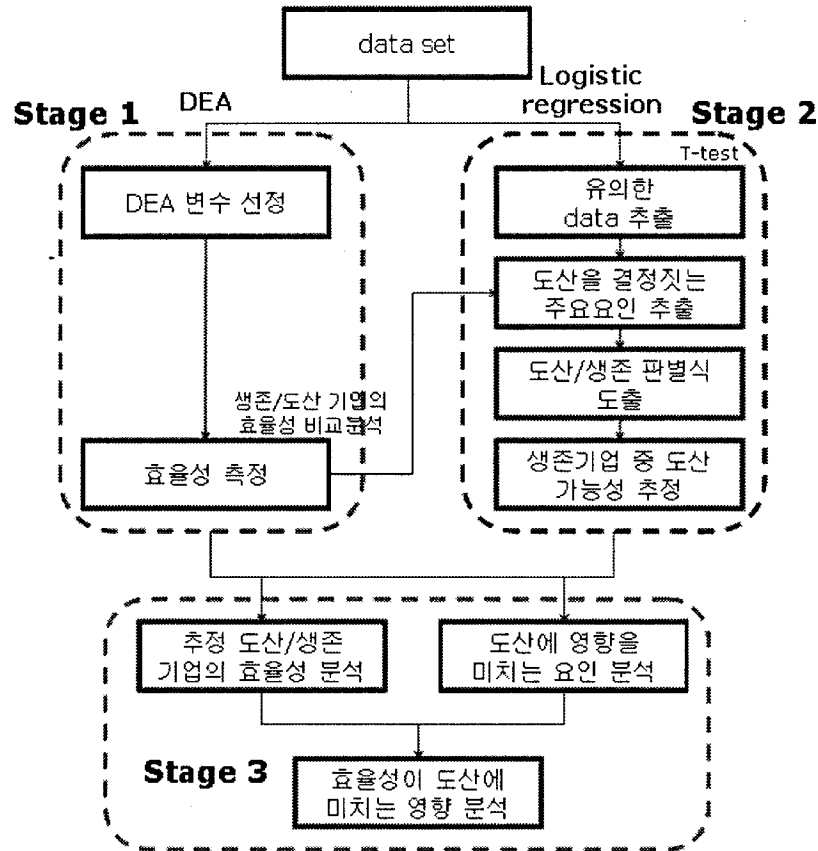 data set
DEA
Logistic
regression
Stage 1
Stage 2
T-test
DEA 변수 선정
생존/도산 기업의
효율성 비교분석
효율성 측정
유의한
data 추출
도산을 결정짓는
주요요인 추출
도산/생존 판별식
도출
생존기업 중 도산
가능성 추정
추정 도산/생존
기업의 효율성 분석
도산에 영향을
미치는 요인 분석
Stage 3
효율성이 도산에
미치는 영향 분석